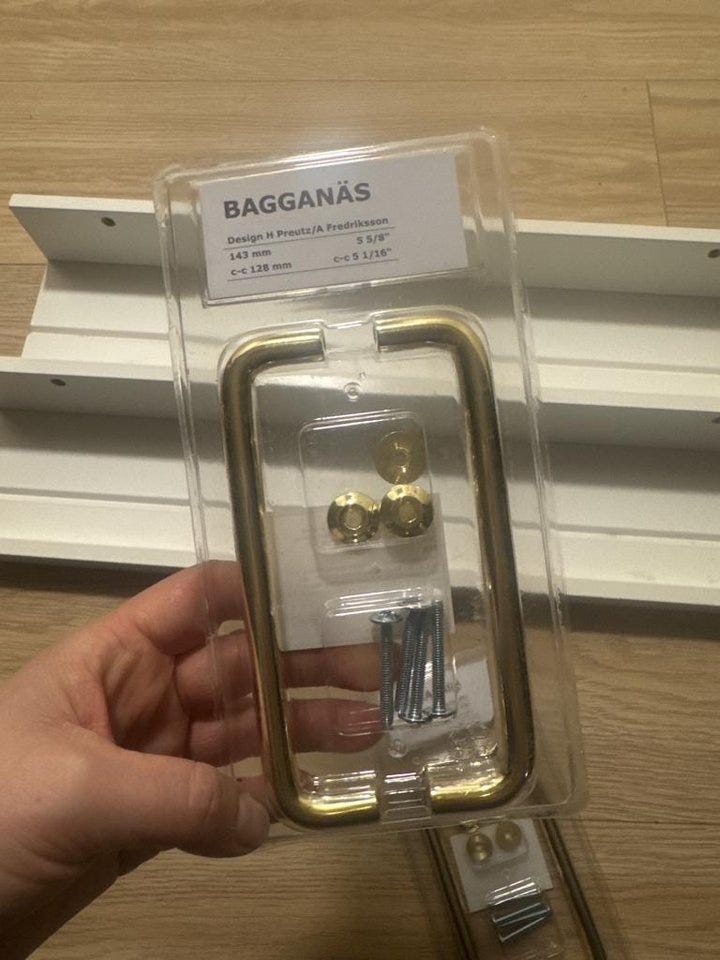 BAGGANÄS
Design H Preutz/A Fredriksson
143 mm 5 5/8"
c-c 128 mm c-c 5 1/16"